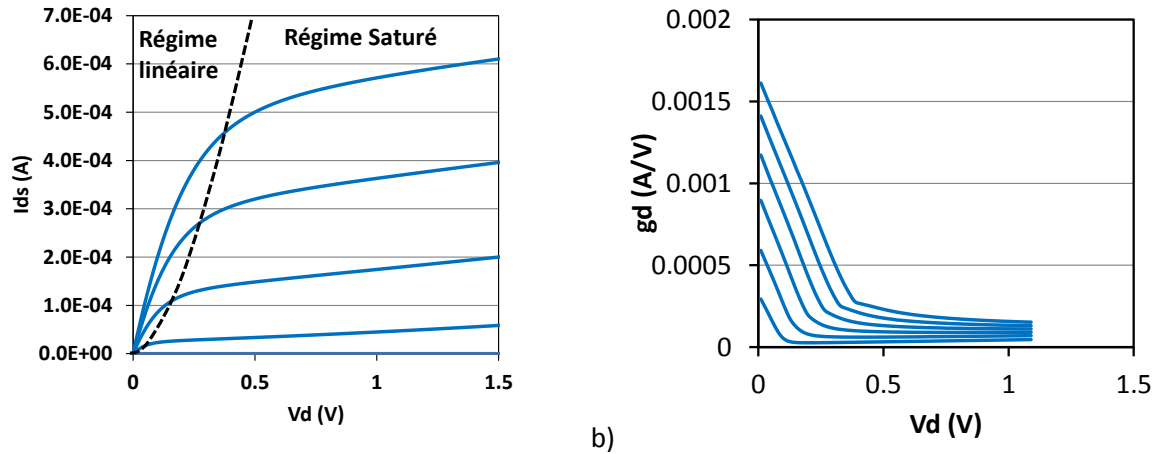 7.0E-04
6.0E-04
5.0E-04
4.0E-04
3.0E-04
2.0E-04
1.0E-04
0.0E+00
Ids (A)
Régime
linéaire
Régime Saturé
0 0.5 1 1.5
Vd (V)
b)
0.002
0.0015
0.001
0.0005
0
gd (A/V)
0 0.5 1 1.5
Vd (V)